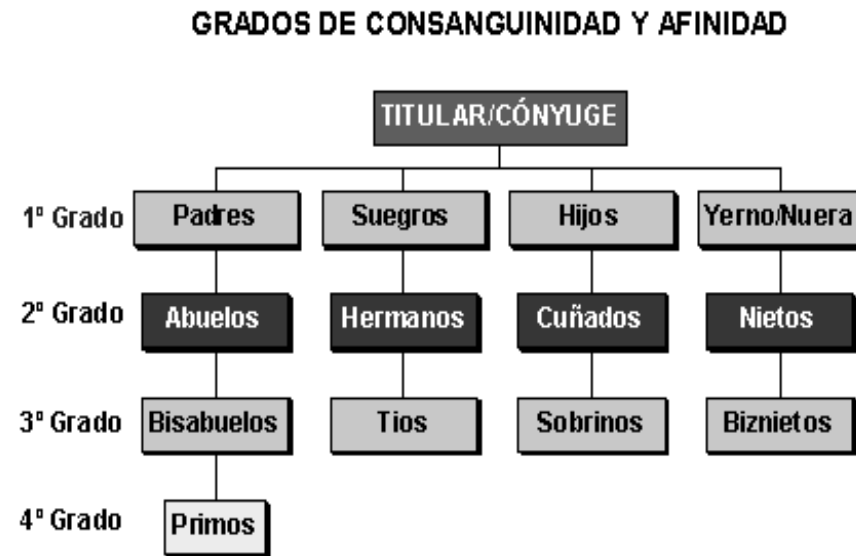 GRADOS DE CONSANGUINIDAD Y AFINIDAD
TITULAR/CÓNYUGE
1º Grado Padres Suegros Hijos Yerno/Nuera
2º Grado Abuelos Hermanos Cuñados Nietos
3º Grado Bisabuelos Tios Sobrinos Biznietos
4º Grado Primos